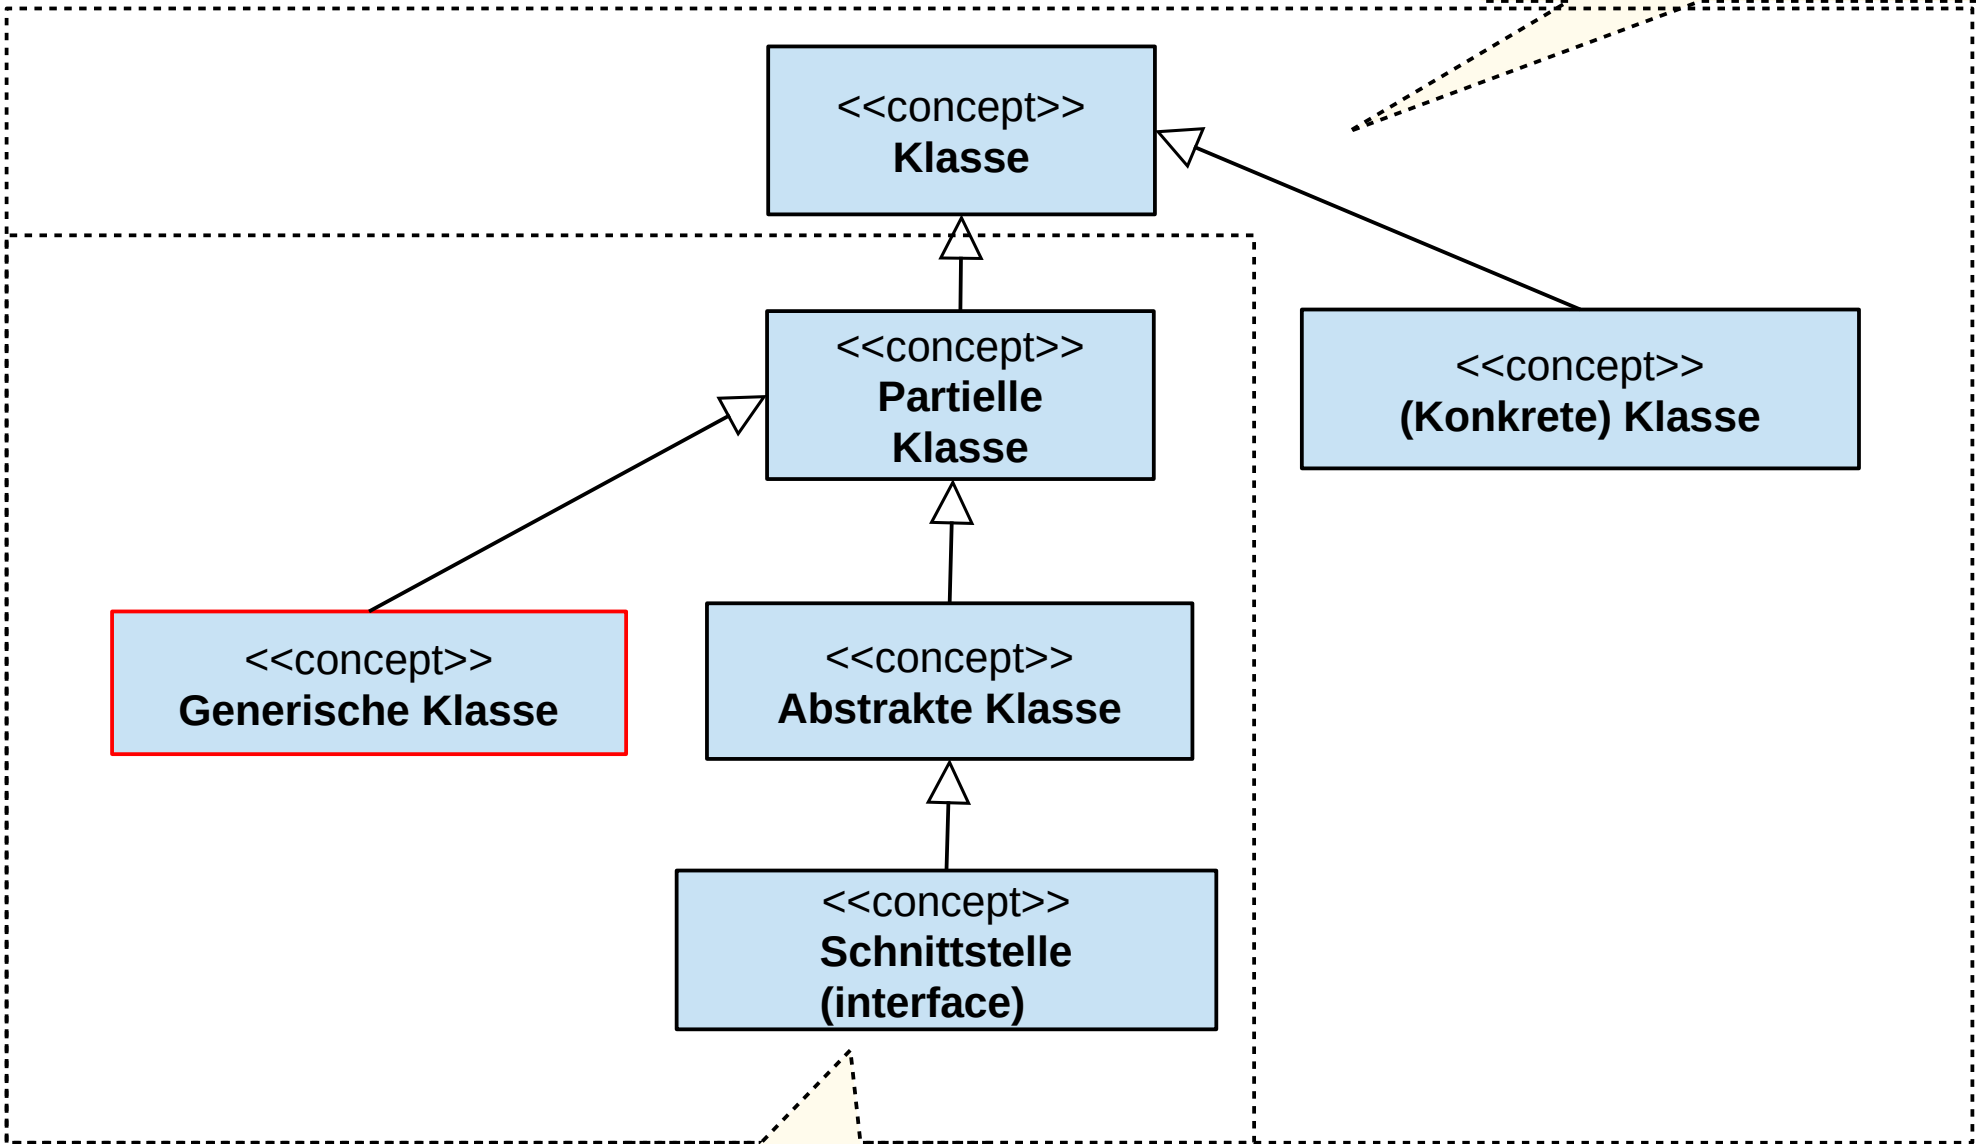 <<concept>>
Klasse
<<concept>>
Partielle
Klasse
<<concept>>
(Konkrete) Klasse
<<concept>>
Generische Klasse
<<concept>>
Abstrakte Klasse
<<concept>>
Schnittstelle
(interface)